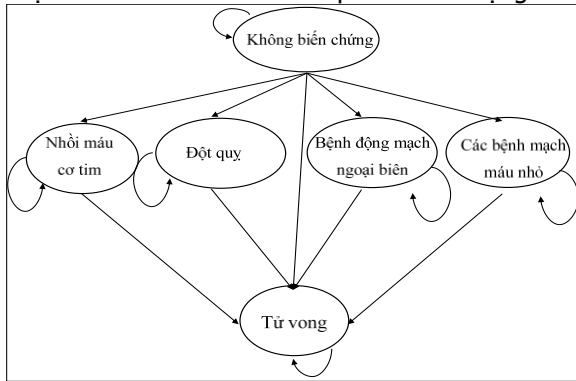 Không biến chứng
Nhồi máu
cơ tim
Đột quỵ
Bệnh động mạch
ngoại biên
Các bệnh mạch
máu nhỏ
Tử vong